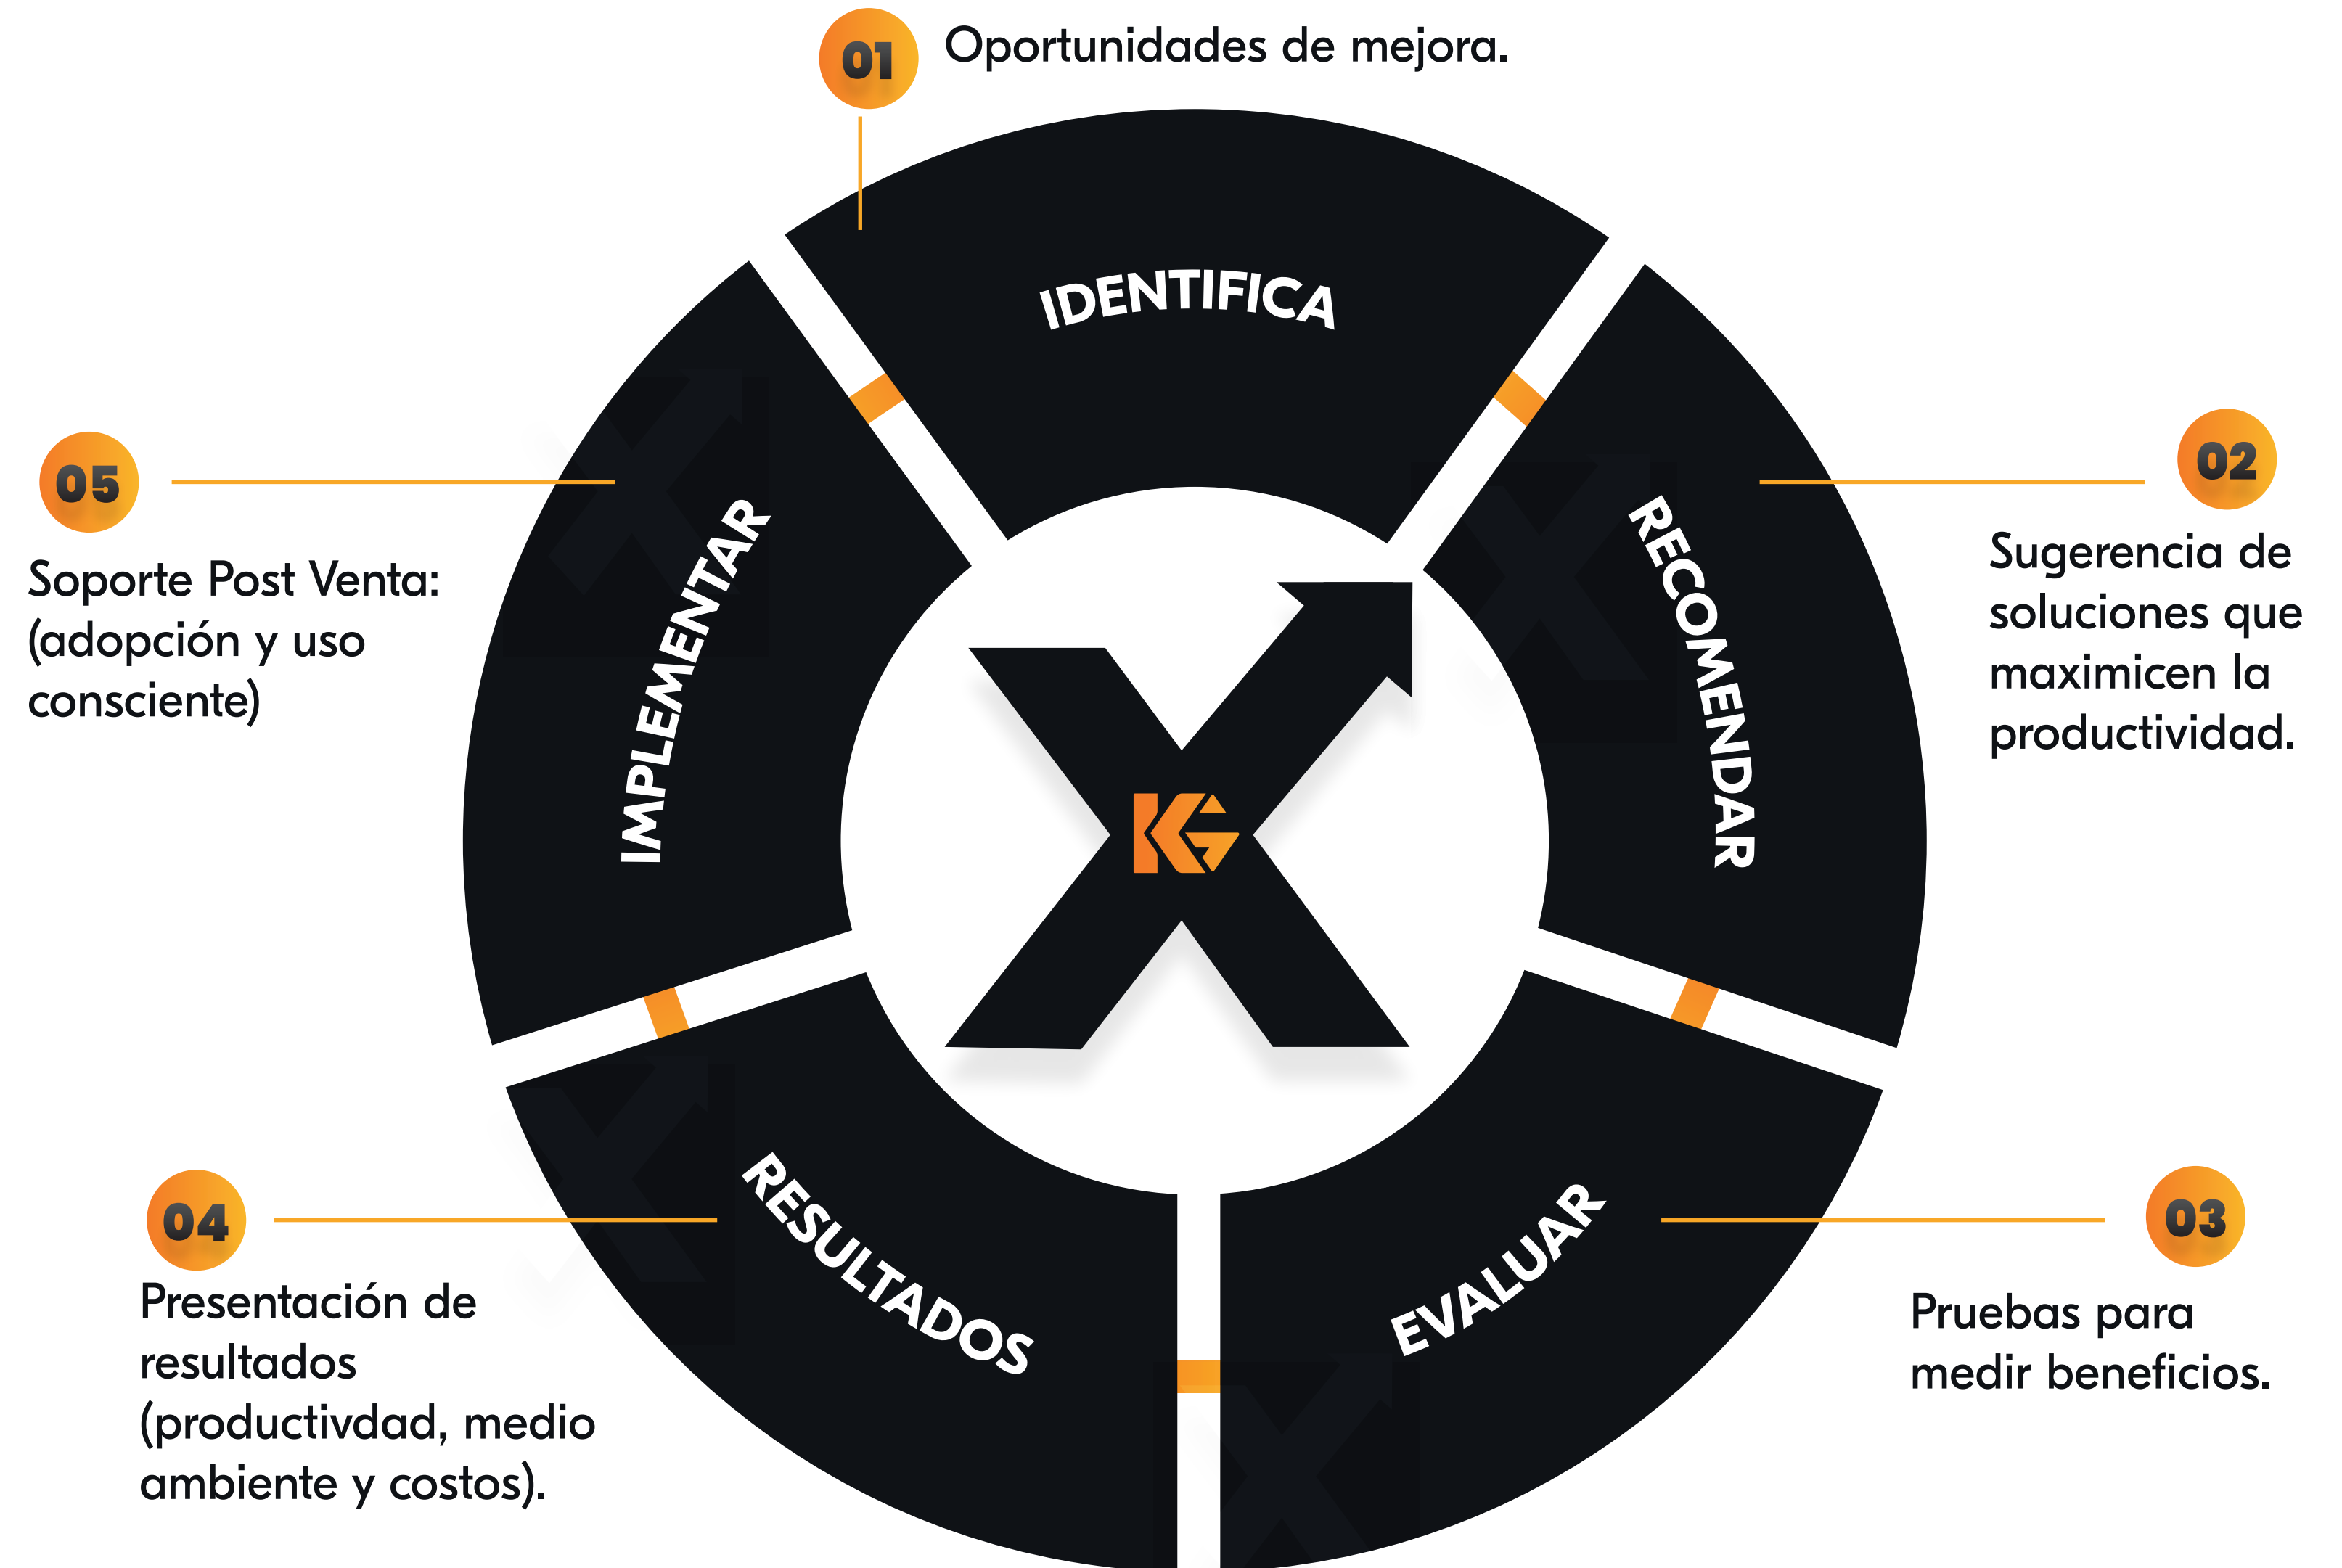 01
Oportunidades de mejora.
IDENTIFICA
02
Sugerencia de
soluciones que
maximicen la
productividad.
RECOMENDAR
03
Pruebas para
medir beneficios.
EVALUAR
04
Presentación de
resultados
(productivdad, medio
ambiente y costos).
RESULTADOS
05
Soporte Post Venta:
(adopción y uso
consciente)
IMPLEMENTAR
X
KG